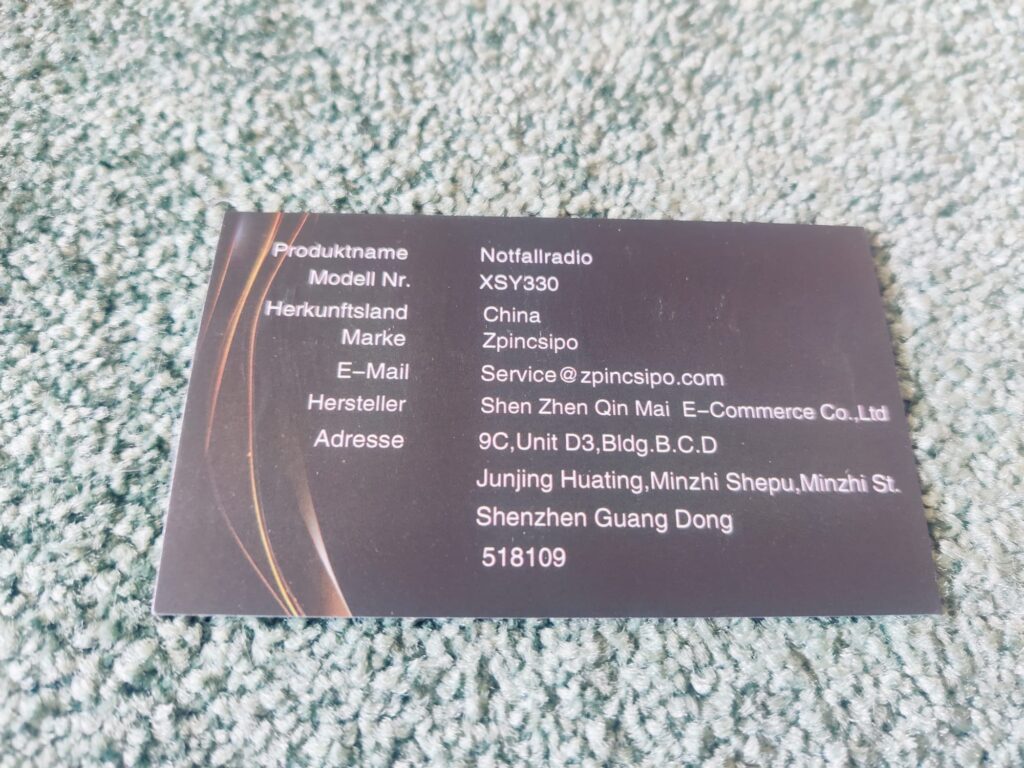 Produktname Notfallradio
Modell Nr. XSY330
Herkunftsland China
Marke Zpincsipo
E-Mail Service@zpincsipo.com
Hersteller Shen Zhen Qin Mai E-Commerce Co.,Ltd
Adresse 9C,Unit D3,Bldg.B.C.D
Junjing Huating,Minzhi Shepu,Minzhi St.
Shenzhen Guang Dong
518109